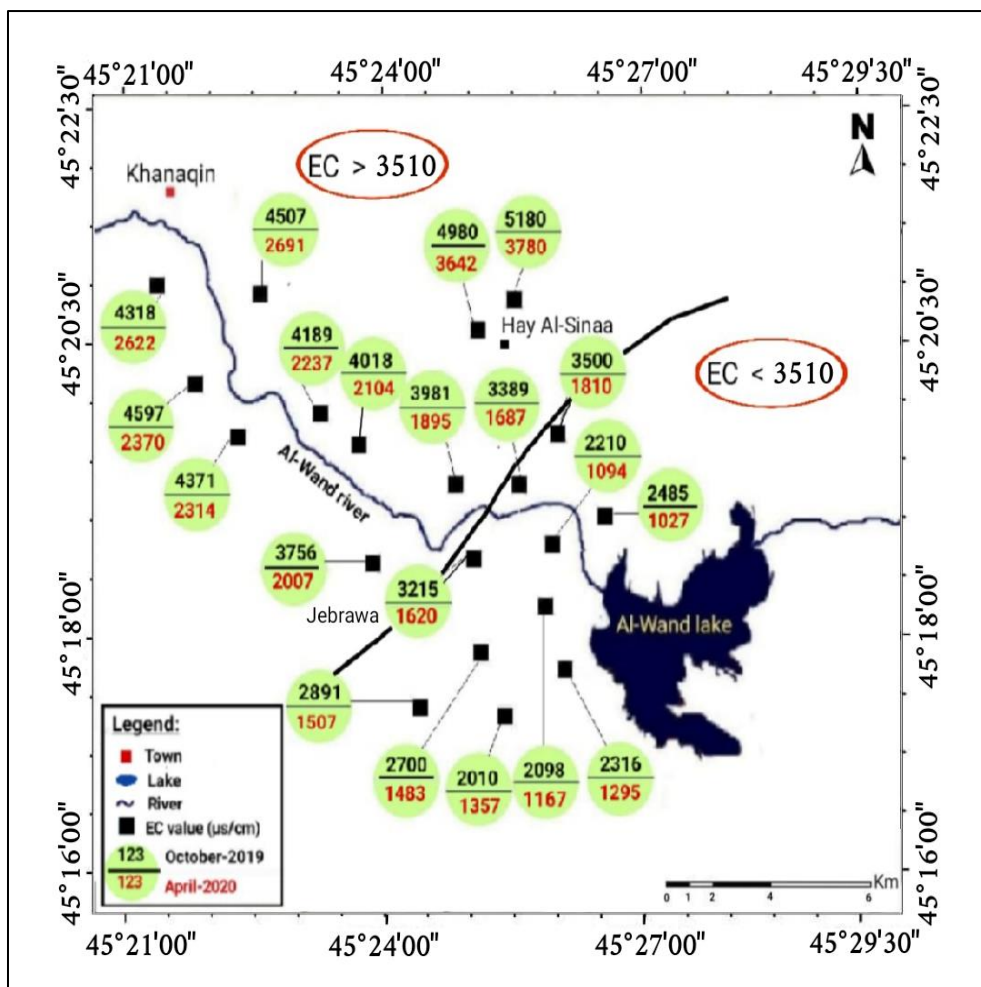 45°21'00" 45°24'00" 45°27'00" 45°29'30"
45°22'30"
45°22'30"
N
EC > 3510
Khanaqin
4507
2691
4980
3642
5180
3780
4318
2622
45°20'30"
45°20'30"
Hay Al-Sinaa
4189
2237
4018
2104
3500
1810
EC < 3510
3981
1895
3389
1687
4597
2370
2210
1094
4371
2314
Al-Wand river
2485
1027
3756
2007
3215
1620
Jebrawa
Al-Wand lake
45°18'00"
45°18'00"
2891
1507
2700
1483
2010
1357
2098
1167
2316
1295
Legend:
Town
Lake
River
EC value (us/cm)
123 October-2019
123 April-2020
45°16'00"
45°16'00"
Km
0 1 2 4 6
45°21'00" 45°24'00" 45°27'00" 45°29'30"